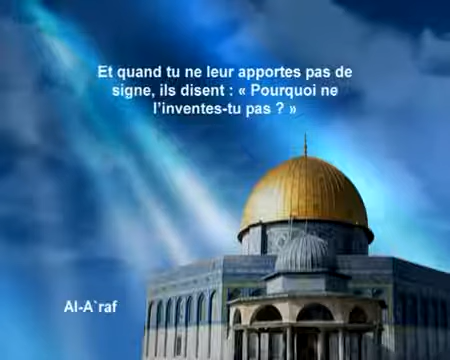 Et quand tu ne leur apportes pas de
signe, ils disent : « Pourquoi ne
l'inventes-tu pas ? »
Al-A`raf